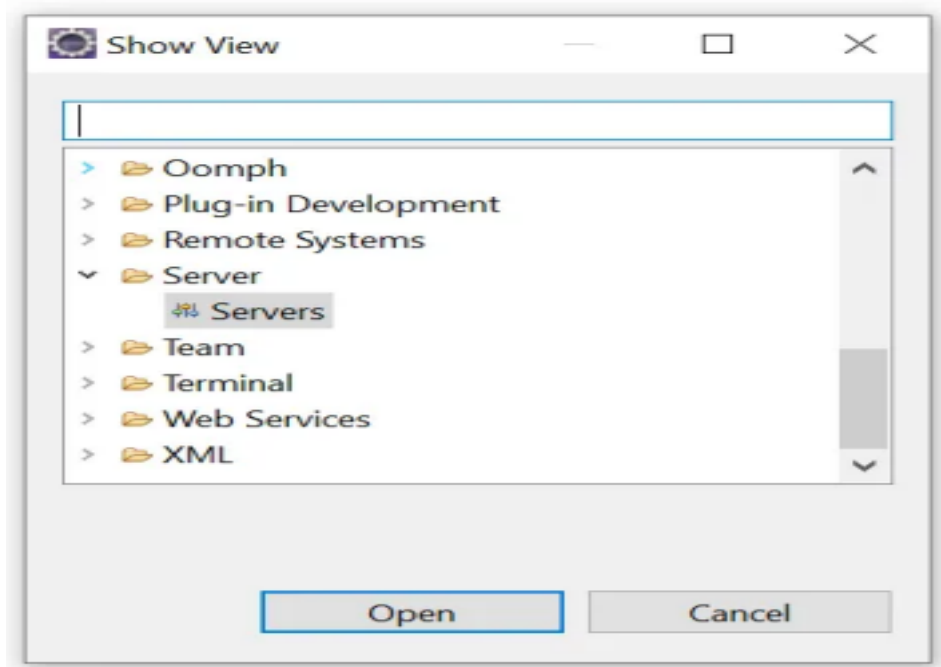 Show View
Oomph
Plug-in Development
Remote Systems
Server
Servers
Team
Terminal
Web Services
XML
Open Cancel